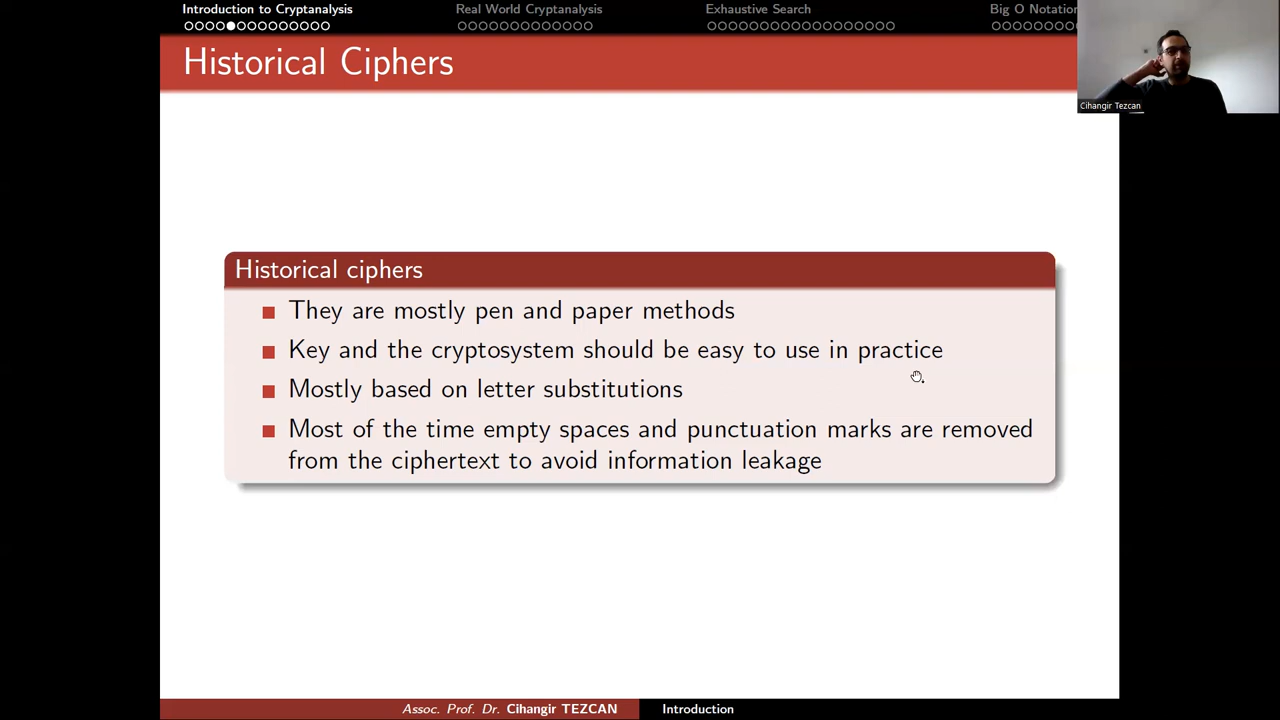 Introduction to Cryptanalysis
Real World Cryptanalysis
Exhaustive Search
Big O Notation
Historical Ciphers
Cihangir Tezcan
Historical ciphers
They are mostly pen and paper methods
Key and the cryptosystem should be easy to use in practice
Mostly based on letter substitutions
Most of the time empty spaces and punctuation marks are removed
from the ciphertext to avoid information leakage
Assoc. Prof. Dr. Cihangir TEZCAN
Introduction